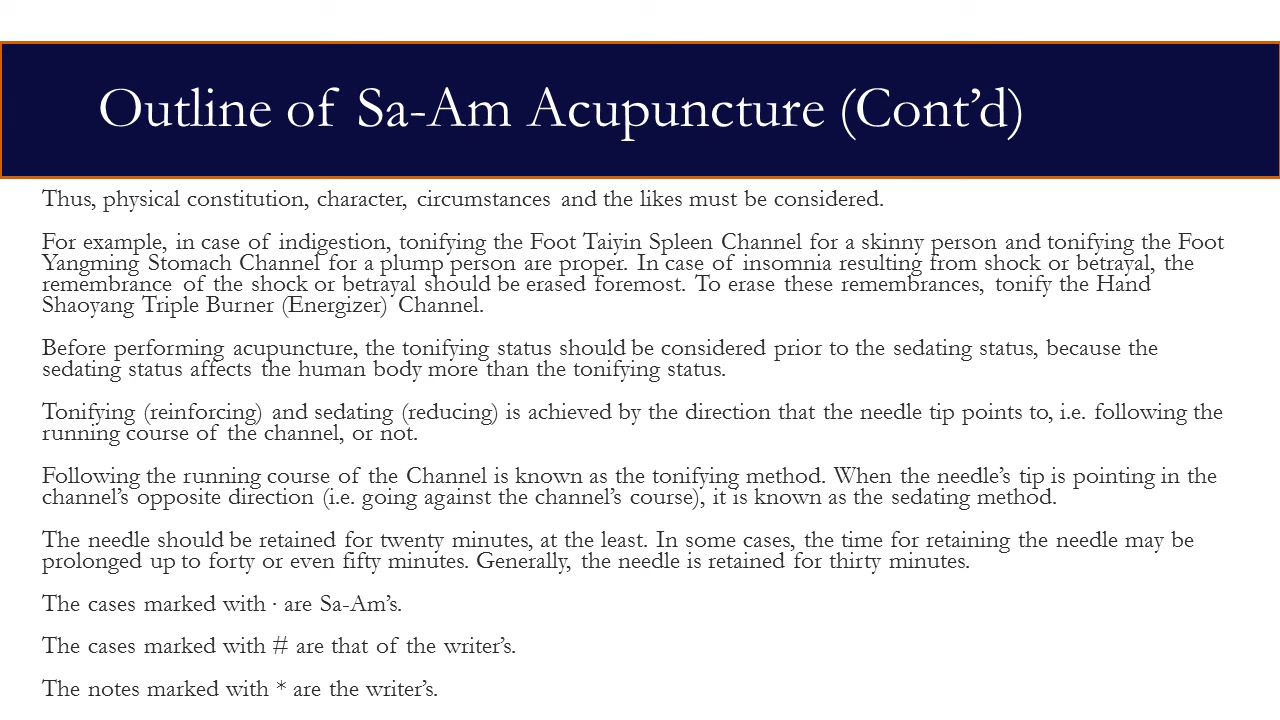 Outline of Sa-Am Acupuncture (Cont’d)
Thus, physical constitution, character, circumstances and the likes must be considered.
For example, in case of indigestion, tonifying the Foot Taiyin Spleen Channel for a skinny person and tonifying the Foot
Yangming Stomach Channel for a plump person are proper. In case of insomnia resulting from shock or betrayal, the
remembrance of the shock or betrayal should be erased foremost. To erase these remembrances, tonify the Hand
Shaoyang Triple Burner (Energizer) Channel.
Before performing acupuncture, the tonifying status should be considered prior to the sedating status, because the
sedating status affects the human body more than the tonifying status.
Tonifying (reinforcing) and sedating (reducing) is achieved by the direction that the needle tip points to, i.e. following the
running course of the channel, or not.
Following the running course of the Channel is known as the tonifying method. When the needle’s tip is pointing in the
channel’s opposite direction (i.e. going against the channel’s course), it is known as the sedating method.
The needle should be retained for twenty minutes, at the least. In some cases, the time for retaining the needle may be
prolonged up to forty or even fifty minutes. Generally, the needle is retained for thirty minutes.
The cases marked with · are Sa-Am’s.
The cases marked with # are that of the writer’s.
The notes marked with * are the writer’s.